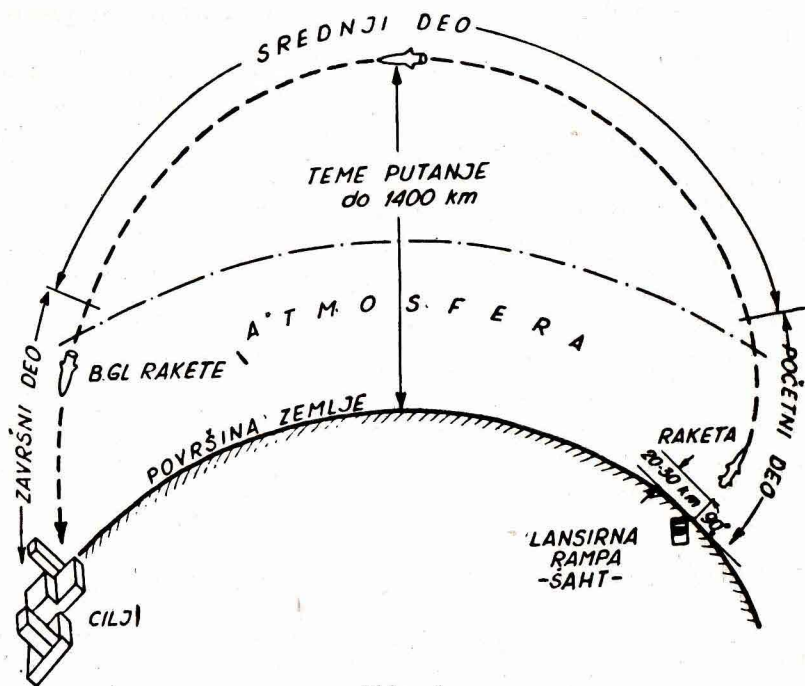 SREDNJI DEO
TEME PUTANJE
do 1400 km
ATMOSFERA
ZAVRŠNI DEO
B.GL RAKETE
POČETNI DEO
POVRŠINA ZEMLJE
RAKETA
20-30 km
90°
LANSIRNA
RAMPA
-ŠAHT-
CILJ